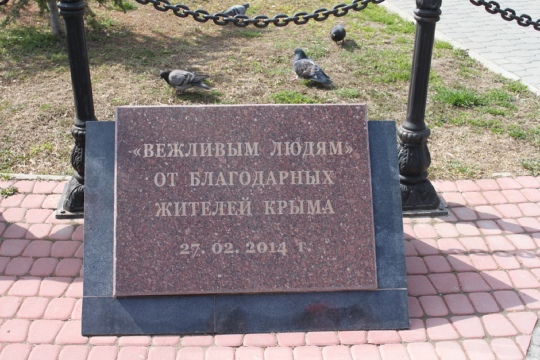 «ВЕЖЛИВЫМ ЛЮДЯМ»
ОТ БЛАГОДАРНЫХ
ЖИТЕЛЕЙ КРЫМА
27. 02. 2014 г.